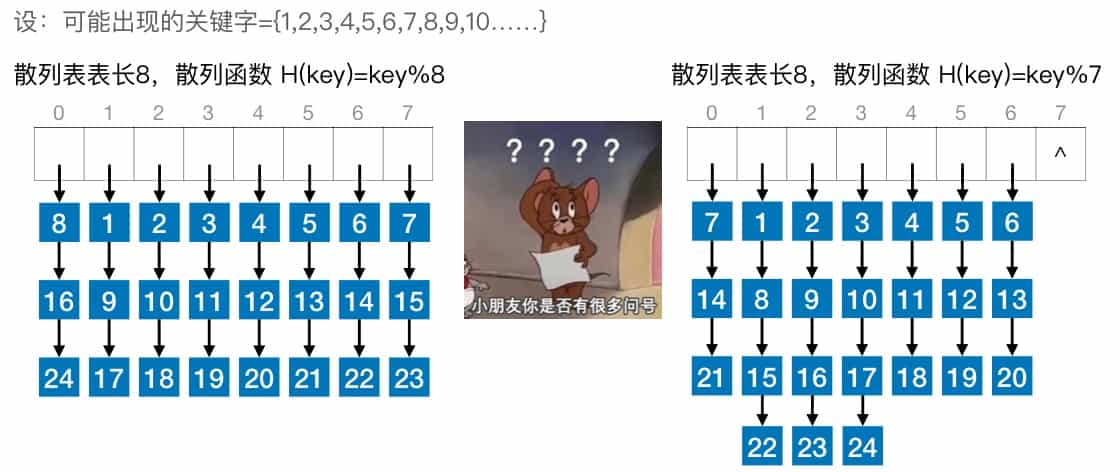 设：可能出现的关键字={1,2,3,4,5,6,7,8,9,10……}
散列表表长8，散列函数 H(key)=key%8
0 1 2 3 4 5 6 7
8 1 2 3 4 5 6 7
16 9 10 11 12 13 14 15
24 17 18 19 20 21 22 23
？？？？
小朋友你是否有很多问号
散列表表长8，散列函数 H(key)=key%7
0 1 2 3 4 5 6 7
^
7 1 2 3 4 5 6
14 8 9 10 11 12 13
21 15 16 17 18 19 20
22 23 24